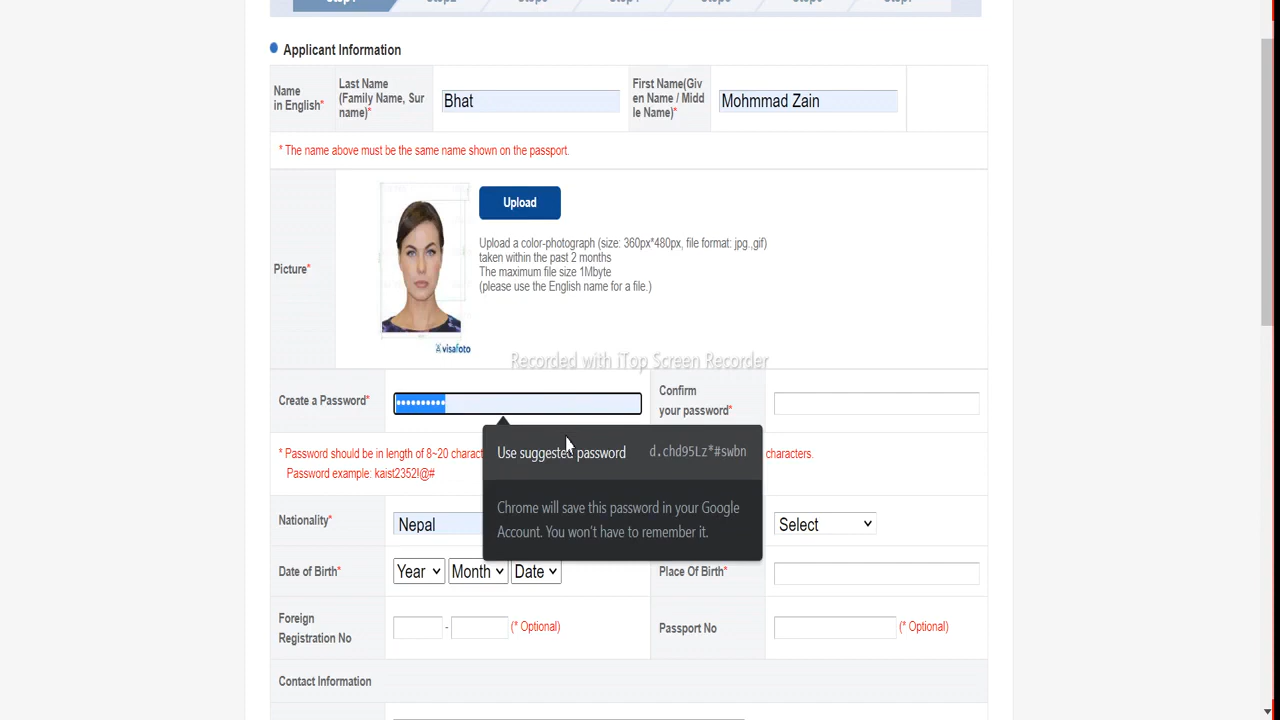 Applicant Information
Name
in English*
Last Name
(Family Name, Sur
name)*
Bhat
First Name(Giv
en Name / Midd
le Name)*
Mohmmad Zain
* The name above must be the same name shown on the passport.
Picture*
Upload
Upload a color-photograph (size: 360px*480px, file format: jpg.,gif)
taken within the past 2 months
The maximum file size 1Mbyte
(please use the English name for a file.)
visafoto
Recorded with iTop Screen Recorder
Create a Password*
••••••••••
Confirm
your password*
* Password should be in length of 8~20 charact
characters.
Password example: kaist2352!@#
Use suggested password d.chd95Lz*#swbn
Chrome will save this password in your Google
Account. You won't have to remember it.
Nationality*
Nepal
Select
Date of Birth*
Year Month Date
Place Of Birth*
Foreign
Registration No
- (* Optional)
Passport No
(* Optional)
Contact Information